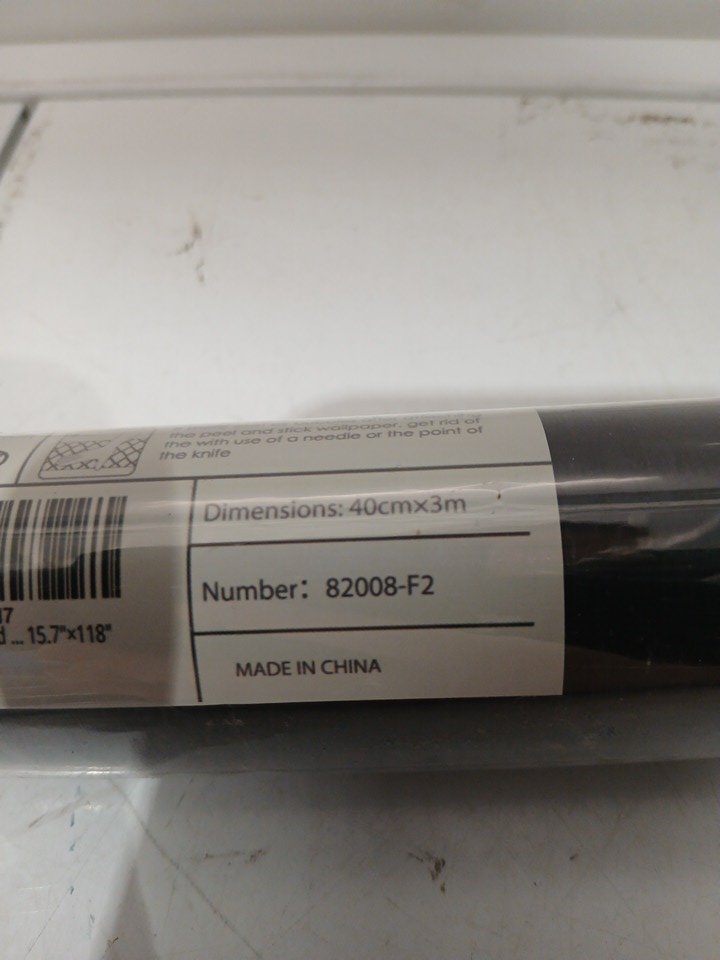 the peel and stick wallpaper, get rid of
the with use of a needle or the point of
the knife
Dimensions: 40cm×3m
Number: 82008-F2
MADE IN CHINA
... 15.7"×118"